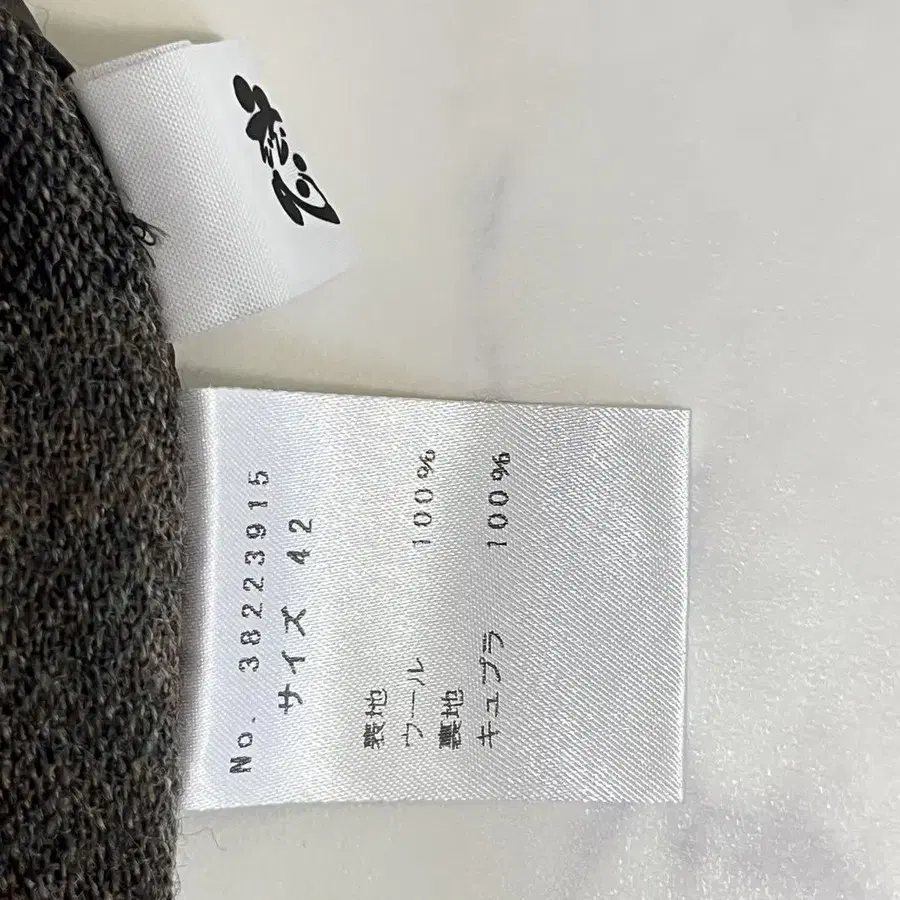 No. 38223915
サイズ 42
表地
ウール 100%
裏地
キュプラ 100%